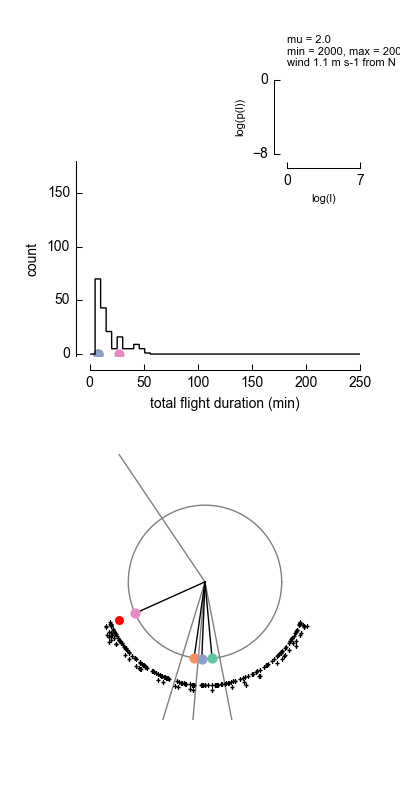 mu = 2.0
min = 2000, max = 200
wind 1.1 m s-1 from N
0
log(p(l))
−8
0
7
log(l)
150
100
50
0
count
0
50
100
150
200
250
total flight duration (min)